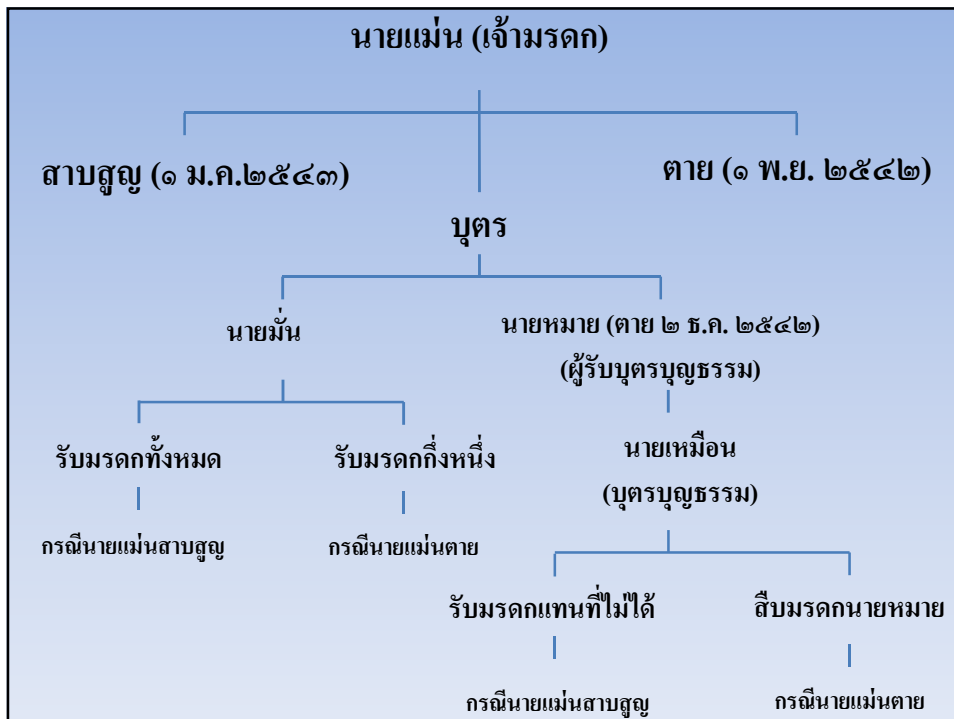 นายแม่น (เจ้ามรดก)
สาบสูญ (๑ ม.ค.๒๕๔๓)
ตาย (๑ พ.ย. ๒๕๔๒)
บุตร
นายมั่น
นายหมาย (ตาย ๒ ธ.ค. ๒๕๔๒)
(ผู้รับบุตรบุญธรรม)
รับมรดกทั้งหมด
รับมรดกกึ่งหนึ่ง
นายเหมือน
(บุตรบุญธรรม)
กรณีนายแม่นสาบสูญ
กรณีนายแม่นตาย
รับมรดกแทนที่ไม่ได้
สืบมรดกนายหมาย
กรณีนายแม่นสาบสูญ
กรณีนายแม่นตาย